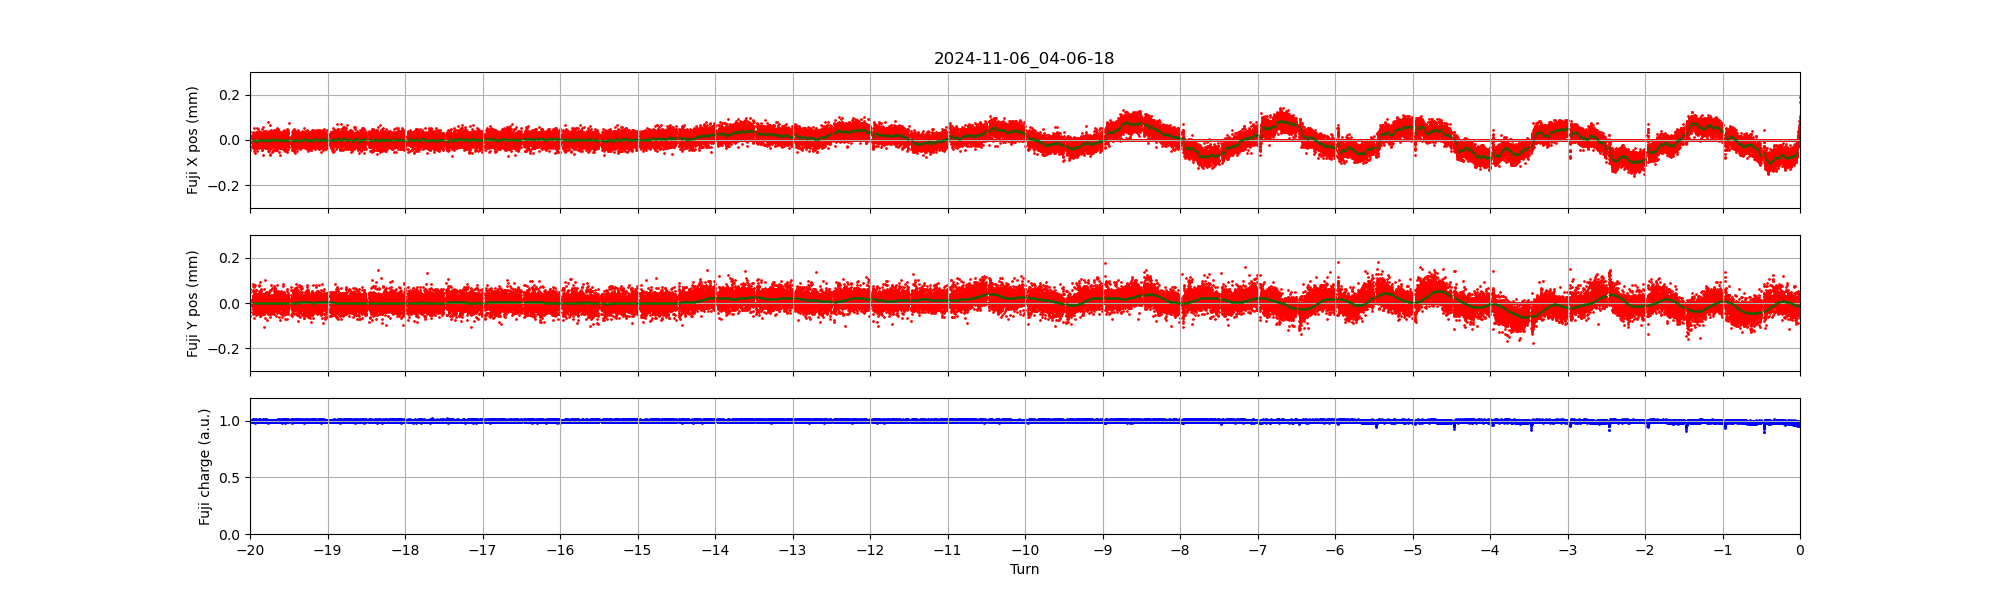 2024-11-06_04-06-18
Fuji X pos (mm)
0.2
0.0
−0.2
Fuji Y pos (mm)
0.2
0.0
−0.2
Fuji charge (a.u.)
1.0
0.5
0.0
−20 −19 −18 −17 −16 −15 −14 −13 −12 −11 −10 −9 −8 −7 −6 −5 −4 −3 −2 −1 0
Turn